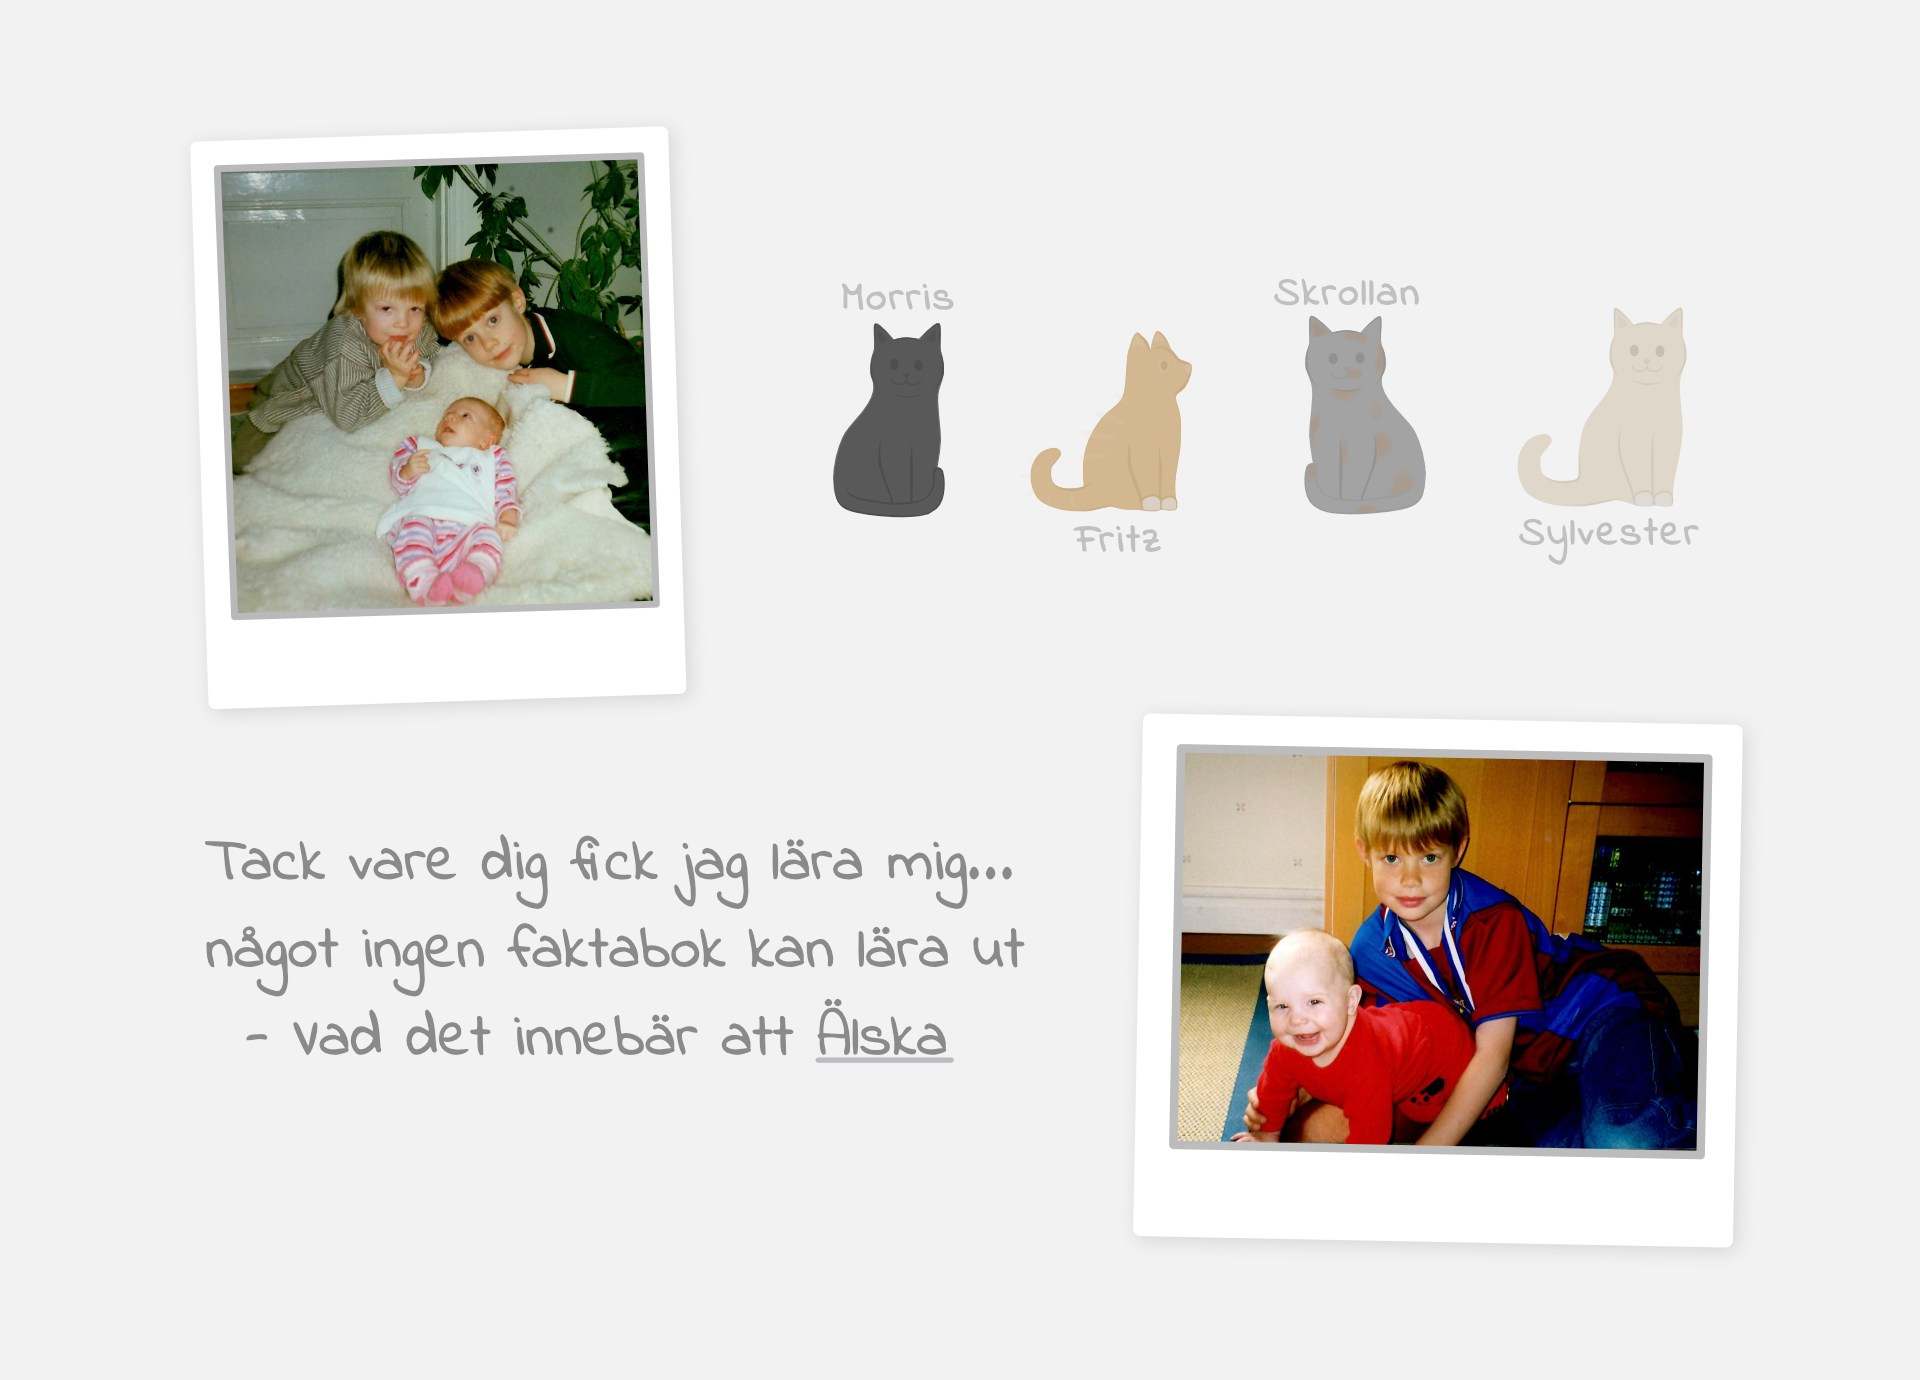 Morris
Skrollan
Fritz
Sylvester
Tack vare dig fick jag lära mig...
något ingen faktabok kan lära ut
- Vad det innebär att Älska